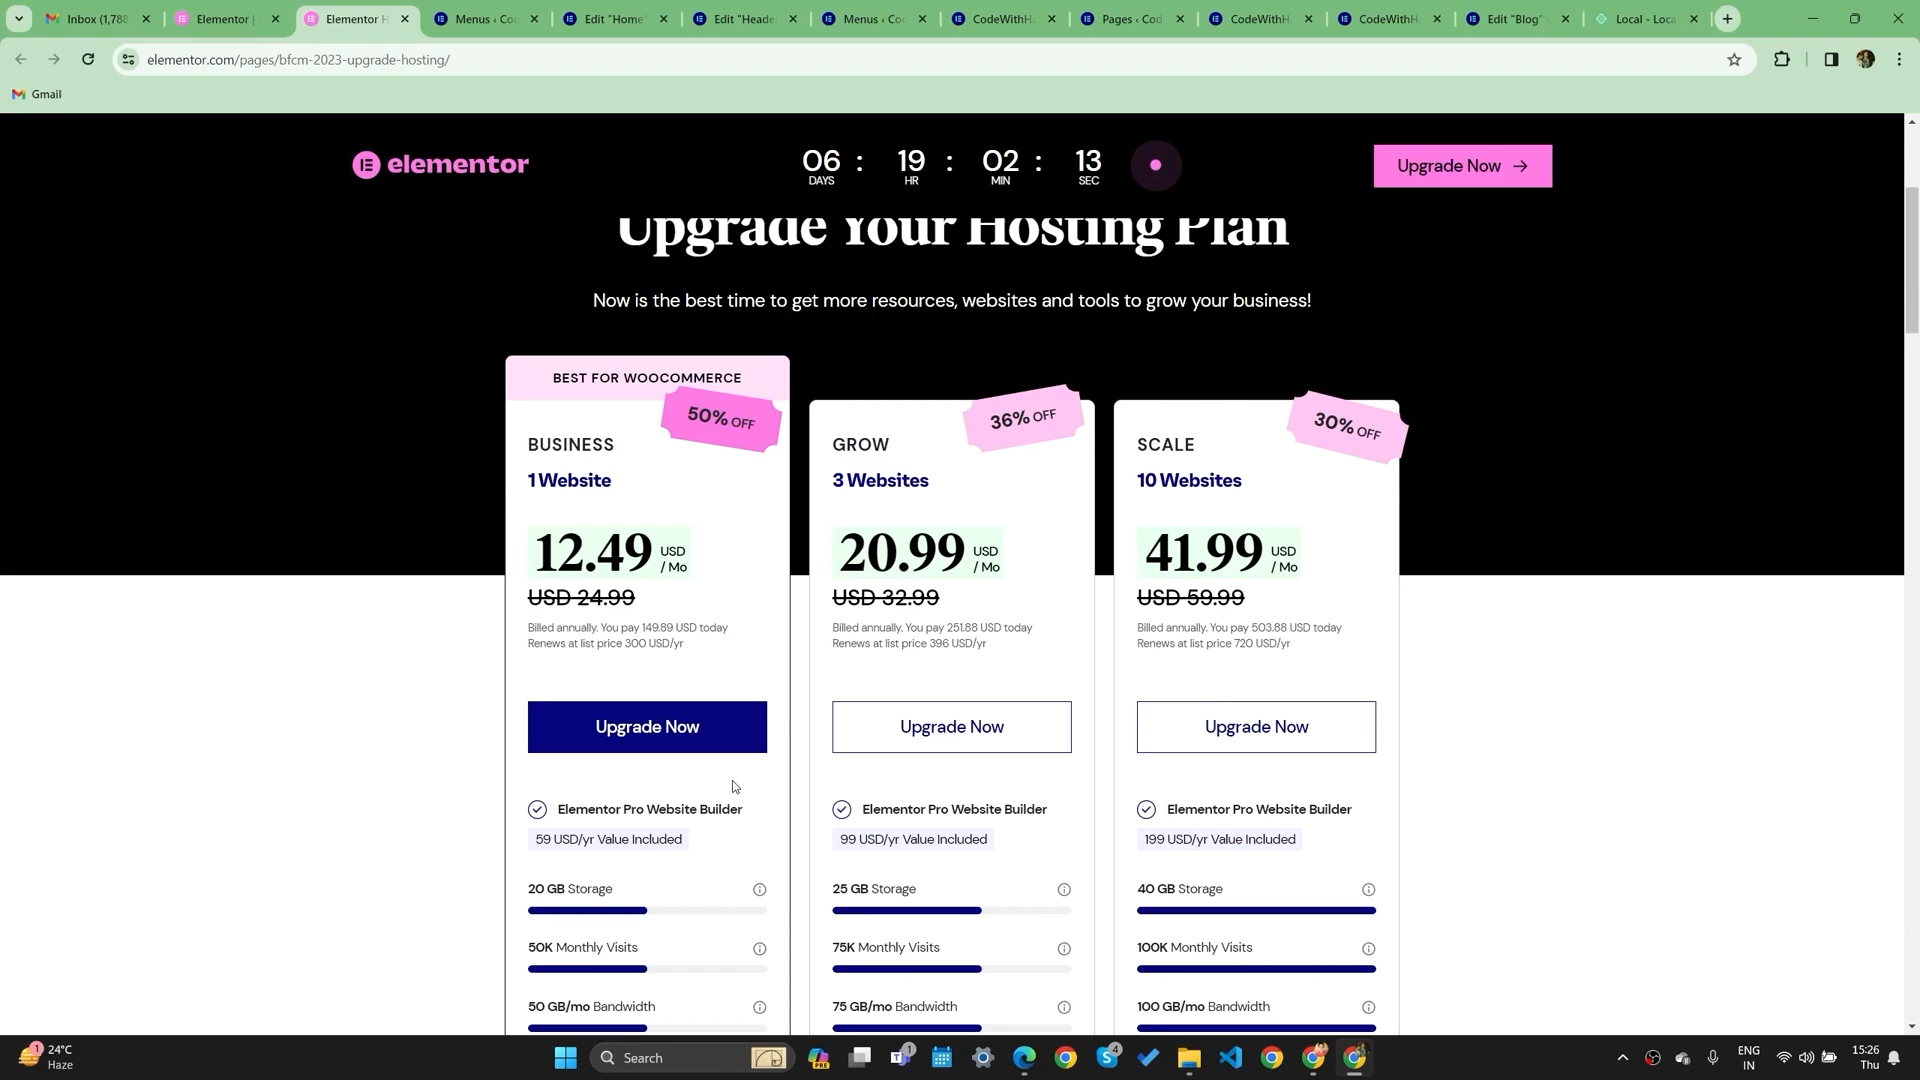 Inbox (1,788
Elementor |
Elementor H
Menus ‹ Co
Edit "Home"
Edit "Heade
Menus ‹ Co
CodeWithH
Pages ‹ Cod
CodeWithH
CodeWithH
Edit "Blog"
Local - Loca
elementor.com/pages/bfcm-2023-upgrade-hosting/
Gmail
elementor
06 : 19 : 02 : 13
DAYS HR MIN SEC
Upgrade Now →
Upgrade Your Hosting Plan
Now is the best time to get more resources, websites and tools to grow your business!
BEST FOR WOOCOMMERCE
50% OFF
BUSINESS
1 Website
12.49 USD / Mo
USD 24.99
Billed annually. You pay 149.89 USD today
Renews at list price 300 USD/yr
Upgrade Now
Elementor Pro Website Builder
59 USD/yr Value Included
20 GB Storage
50K Monthly Visits
50 GB/mo Bandwidth
36% OFF
GROW
3 Websites
20.99 USD / Mo
USD 32.99
Billed annually. You pay 251.88 USD today
Renews at list price 396 USD/yr
Upgrade Now
Elementor Pro Website Builder
99 USD/yr Value Included
25 GB Storage
75K Monthly Visits
75 GB/mo Bandwidth
30% OFF
SCALE
10 Websites
41.99 USD / Mo
USD 59.99
Billed annually. You pay 503.88 USD today
Renews at list price 720 USD/yr
Upgrade Now
Elementor Pro Website Builder
199 USD/yr Value Included
40 GB Storage
100K Monthly Visits
100 GB/mo Bandwidth
1
24°C
Haze
Search
PRE
1
4
ENG
IN
15:26
Thu